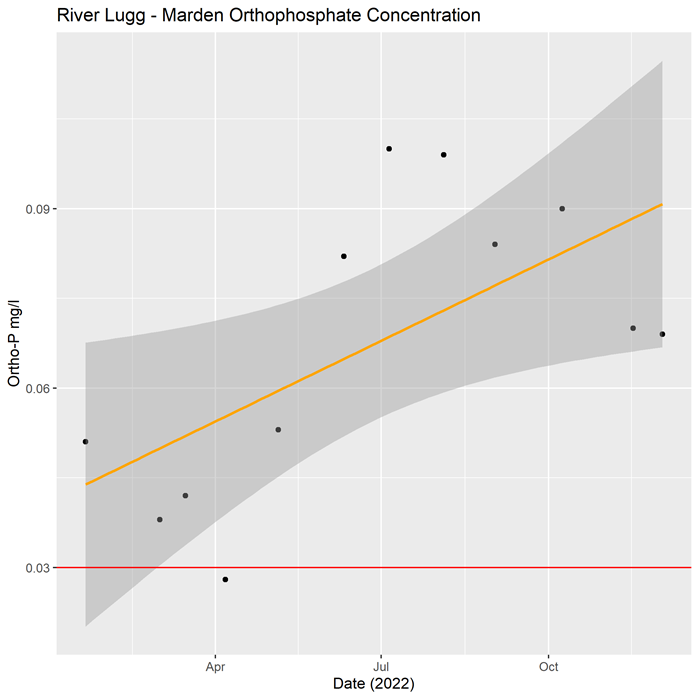 River Lugg - Marden Orthophosphate Concentration
Ortho-P mg/l
0.09
0.06
0.03
Apr Jul Oct
Date (2022)